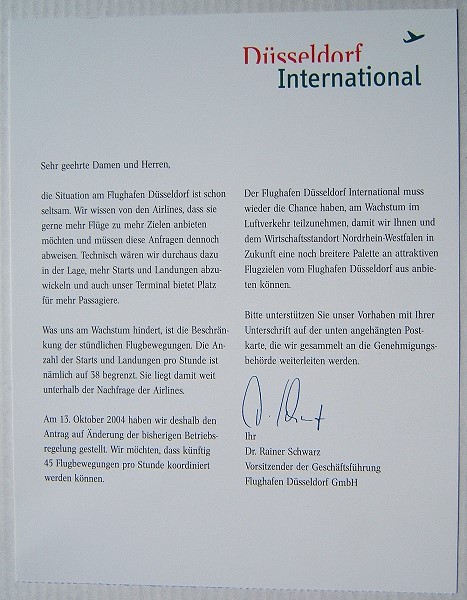 Düsseldorf
International
Sehr geehrte Damen und Herren,
die Situation am Flughafen Düsseldorf ist schon
seltsam. Wir wissen von den Airlines, dass sie
gerne mehr Flüge zu mehr Zielen anbieten
möchten und müssen diese Anfragen dennoch
abweisen. Technisch wären wir durchaus dazu
in der Lage, mehr Starts und Landungen abzu-
wickeln und auch unser Terminal bietet Platz
für mehr Passagiere.
Was uns am Wachstum hindert, ist die Beschrän-
kung der stündlichen Flugbewegungen. Die An-
zahl der Starts und Landungen pro Stunde ist
nämlich auf 38 begrenzt. Sie liegt damit weit
unterhalb der Nachfrage der Airlines.
Am 13. Oktober 2004 haben wir deshalb den
Antrag auf Änderung der bisherigen Betriebs-
regelung gestellt. Wir möchten, dass künftig
45 Flugbewegungen pro Stunde koordiniert
werden können.
Der Flughafen Düsseldorf International muss
wieder die Chance haben, am Wachstum im
Luftverkehr teilzunehmen, damit wir Ihnen und
dem Wirtschaftsstandort Nordrhein-Westfalen in
Zukunft eine noch breitere Palette an attraktiven
Flugzielen vom Flughafen Düsseldorf aus anbie-
ten können.
Bitte unterstützen Sie unser Vorhaben mit Ihrer
Unterschrift auf der unten angehängten Post-
karte, die wir gesammelt an die Genehmigungs-
behörde weiterleiten werden.
Ihr
Dr. Rainer Schwarz
Vorsitzender der Geschäftsführung
Flughafen Düsseldorf GmbH